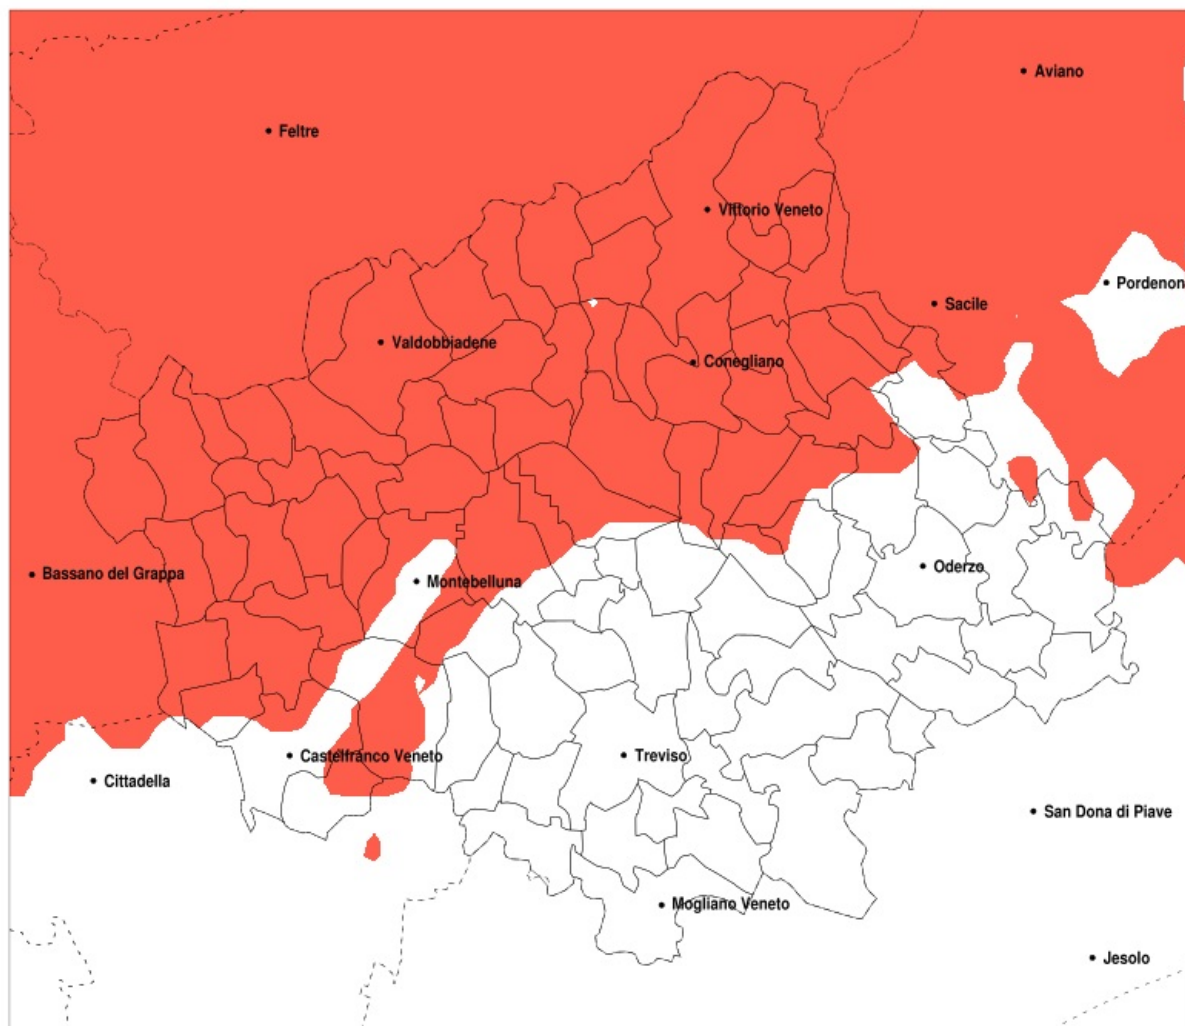 Aviano
Feltre
Vittorio Veneto
Pordenon
Sacile
Valdobbiadene
Conegliano
Bassano del Grappa
Montebelluna
Oderzo
Castelfranco Veneto
Treviso
Cittadella
San Dona di Piave
Mogliano Veneto
Jesolo